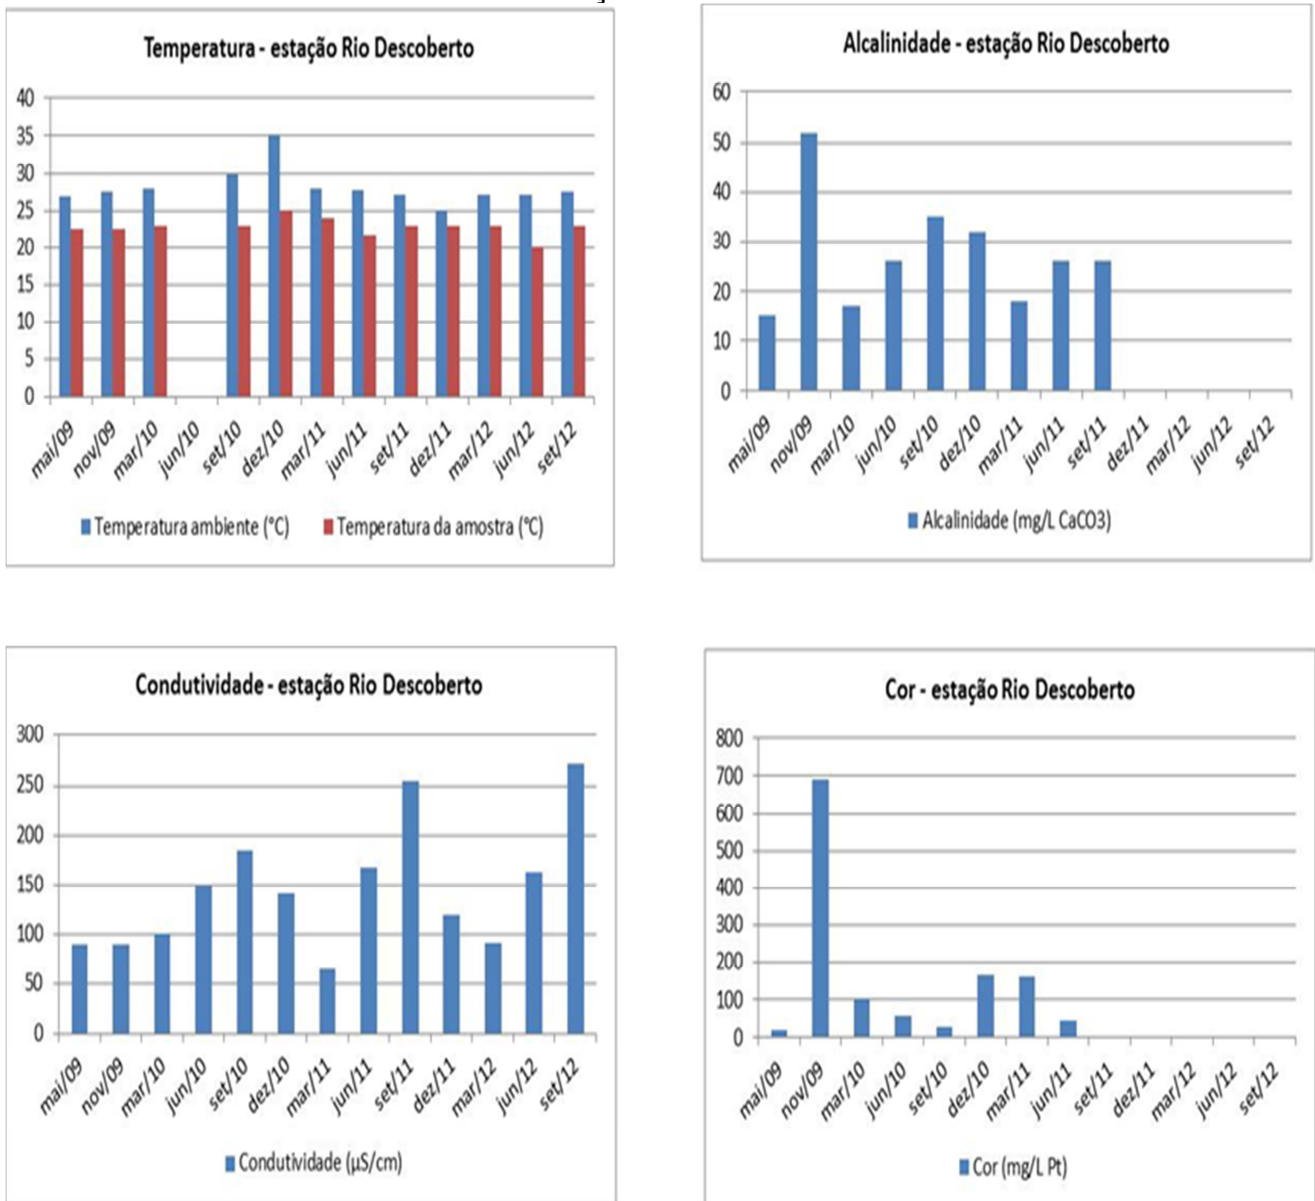 Temperatura - estação Rio Descoberto
40
35
30
25
20
15
10
5
0
mai/09
nov/09
mar/10
jun/10
set/10
dez/10
mar/11
jun/11
set/11
dez/11
mar/12
jun/12
set/12
Temperatura ambiente (°C)
Temperatura da amostra (°C)
Alcalinidade - estação Rio Descoberto
60
50
40
30
20
10
0
mai/09
nov/09
mar/10
jun/10
set/10
dez/10
mar/11
jun/11
set/11
dez/11
mar/12
jun/12
set/12
Alcalinidade (mg/L CaCO3)
Condutividade - estação Rio Descoberto
300
250
200
150
100
50
0
mai/09
nov/09
mar/10
jun/10
set/10
dez/10
mar/11
jun/11
set/11
dez/11
mar/12
jun/12
set/12
Condutividade (µS/cm)
Cor - estação Rio Descoberto
800
700
600
500
400
300
200
100
0
mai/09
nov/09
mar/10
jun/10
set/10
dez/10
mar/11
jun/11
set/11
dez/11
mar/12
jun/12
set/12
Cor (mg/L Pt)